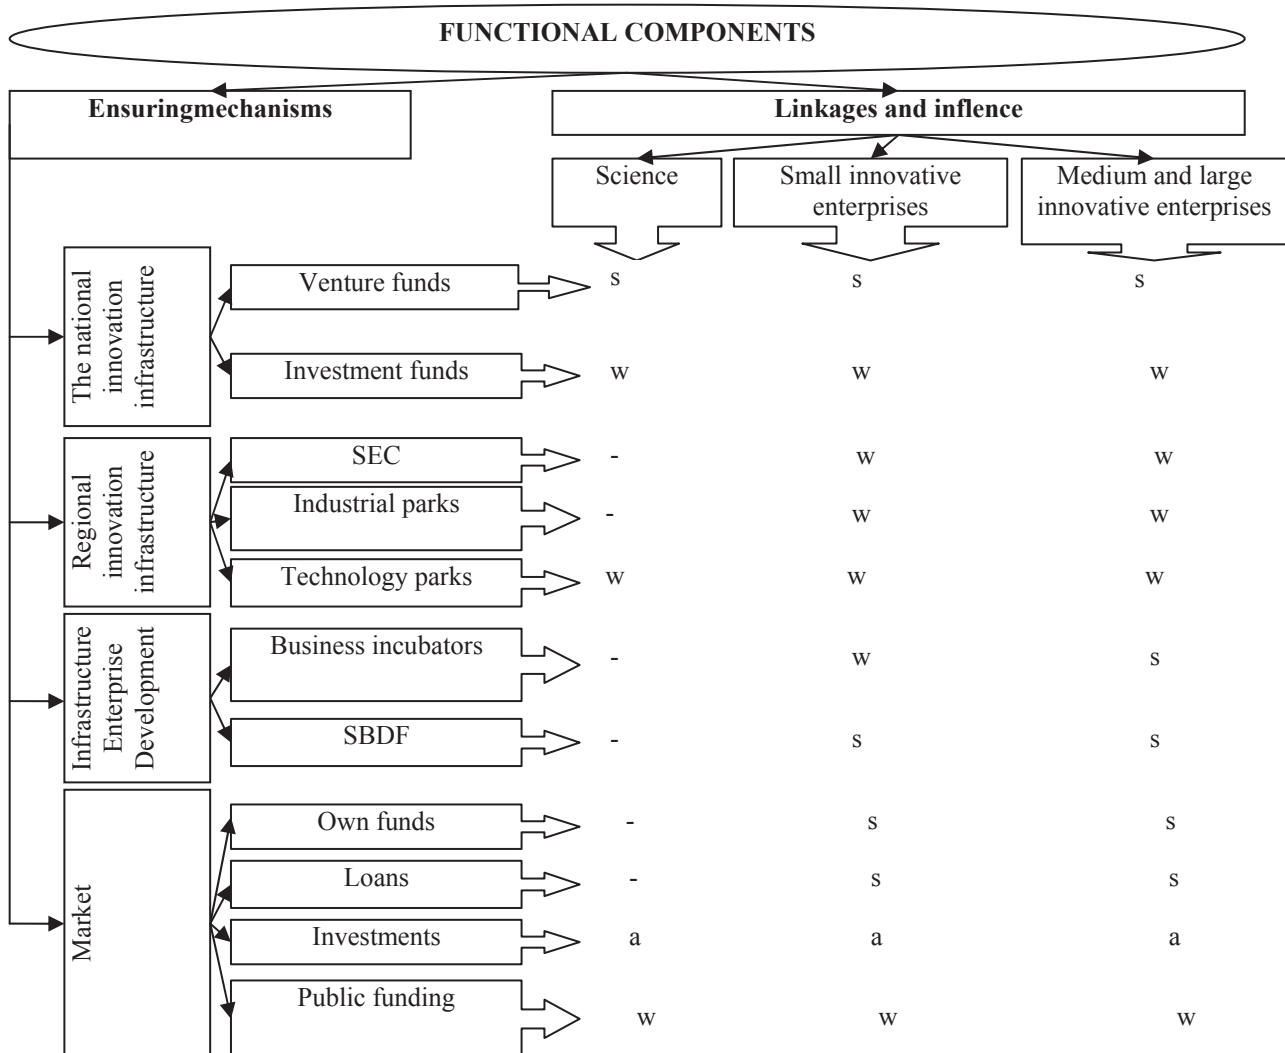 FUNCTIONAL COMPONENTS
Ensuringmechanisms
Linkages and inflence
Science
Small innovative
enterprises
Medium and large
innovative enterprises
The national
innovation
infrastructure
Venture funds
s s s
Investment funds
w w w
Regional
innovation
infrastructure
SEC
- w w
Industrial parks
- w w
Technology parks
w w w
Infrastructure
Enterprise
Development
Business incubators
- w s
SBDF
- s s
Market
Own funds
- s s
Loans
- s s
Investments
a a a
Public funding
w w w